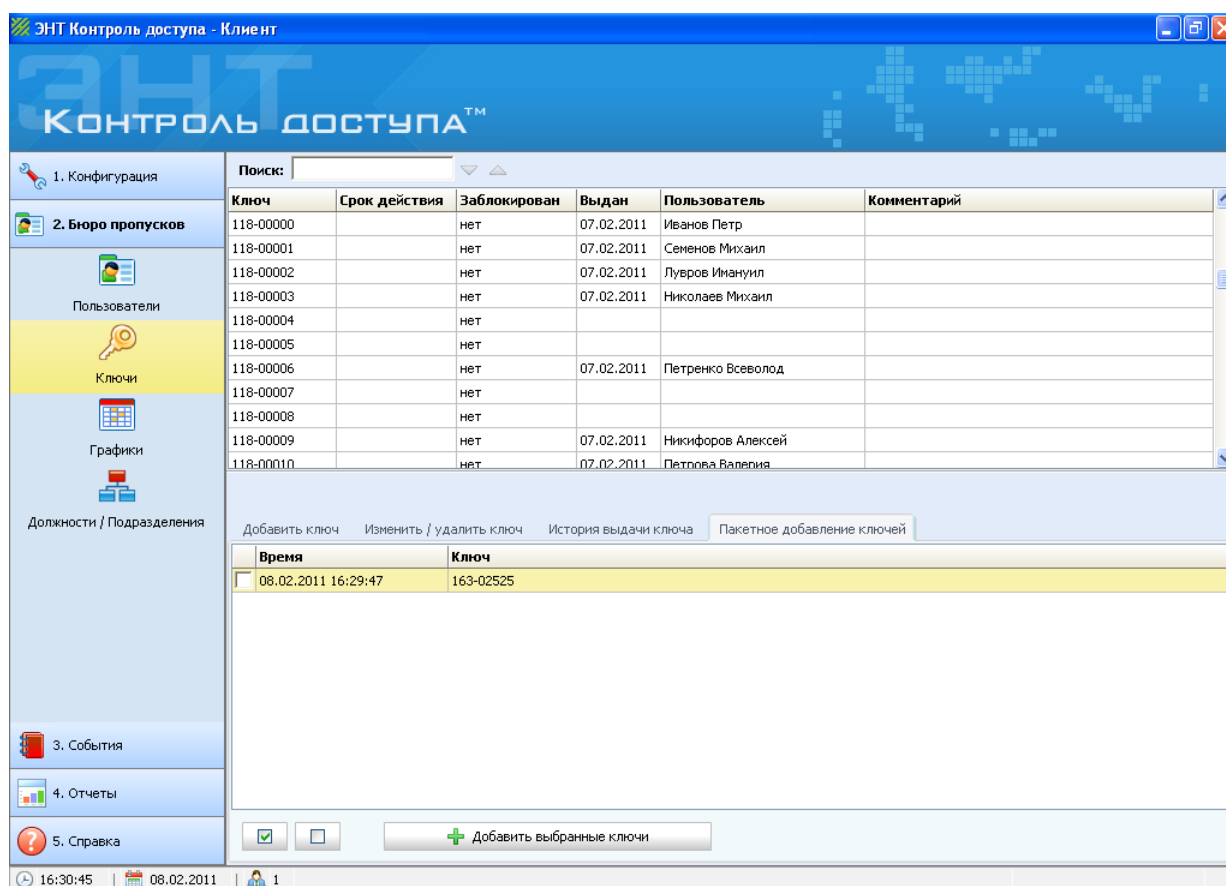 ЭНТ Контроль доступа - Клиент
ЭНТ
Контроль доступа™
1. Конфигурация
2. Бюро пропусков
Пользователи
Ключи
Графики
Должности / Подразделения
3. События
4. Отчеты
5. Справка
Поиск:
Ключ Срок действия Заблокирован Выдан Пользователь Комментарий
118-00000 нет 07.02.2011 Иванов Петр
118-00001 нет 07.02.2011 Семенов Михаил
118-00002 нет 07.02.2011 Лувров Имануил
118-00003 нет 07.02.2011 Николаев Михаил
118-00004 нет
118-00005 нет
118-00006 нет 07.02.2011 Петренко Всеволод
118-00007 нет
118-00008 нет
118-00009 нет 07.02.2011 Никифоров Алексей
118-00010 нет 07.02.2011 Петрова Валерия
Добавить ключ Изменить / удалить ключ История выдачи ключа Пакетное добавление ключей
Время Ключ
08.02.2011 16:29:47 163-02525
Добавить выбранные ключи
16:30:45 | 08.02.2011 | 1